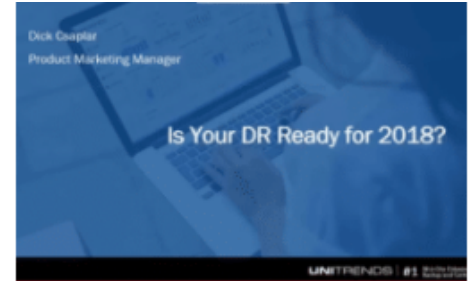 Dick Csaplar
Product Marketing Manager
Is Your DR Ready for 2018?
UNITRENDS
#1